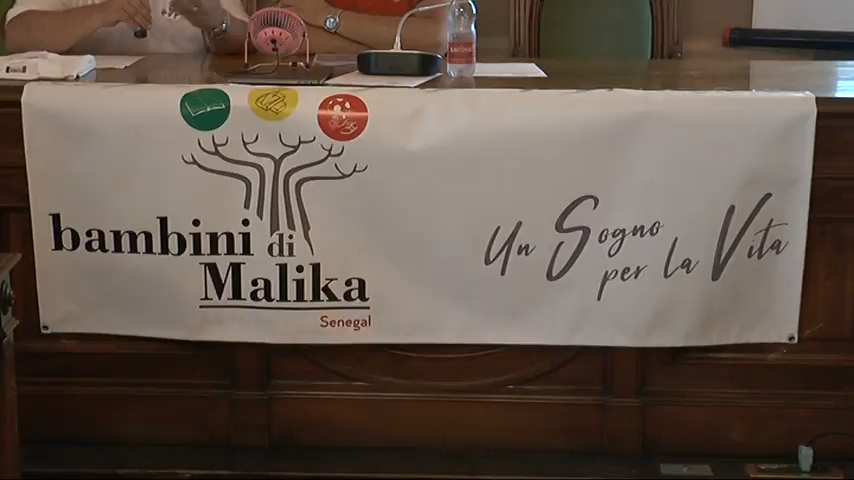 bambini di
Malika
Senegal
Un Sogno
per la Vita